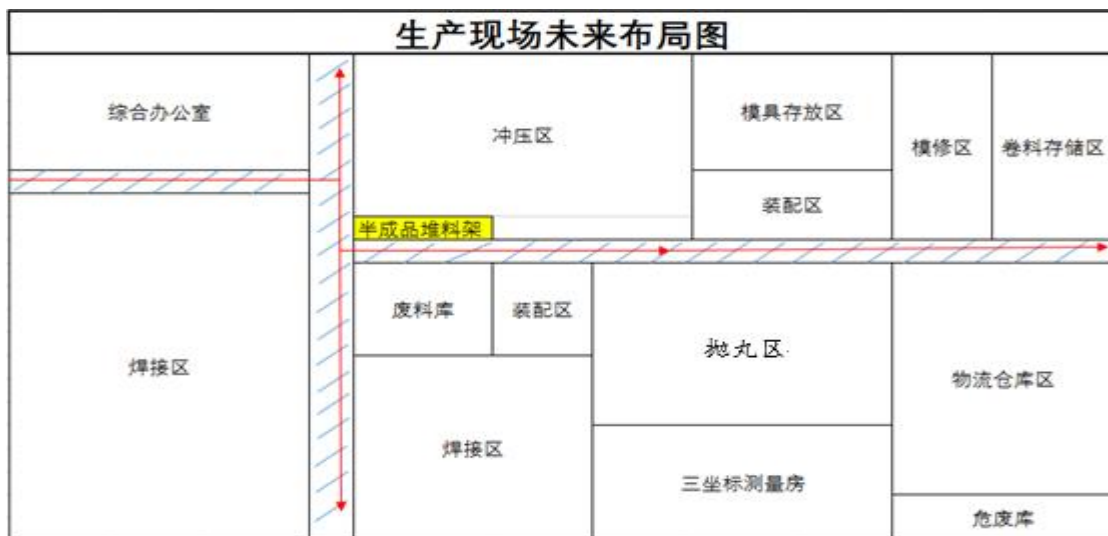 生产现场未来布局图
综合办公室
冲压区
模具存放区
模修区
卷料存储区
装配区
半成品堆料架
废料库
装配区
抛丸区
焊接区
物流仓库区
焊接区
三坐标测量房
危废库